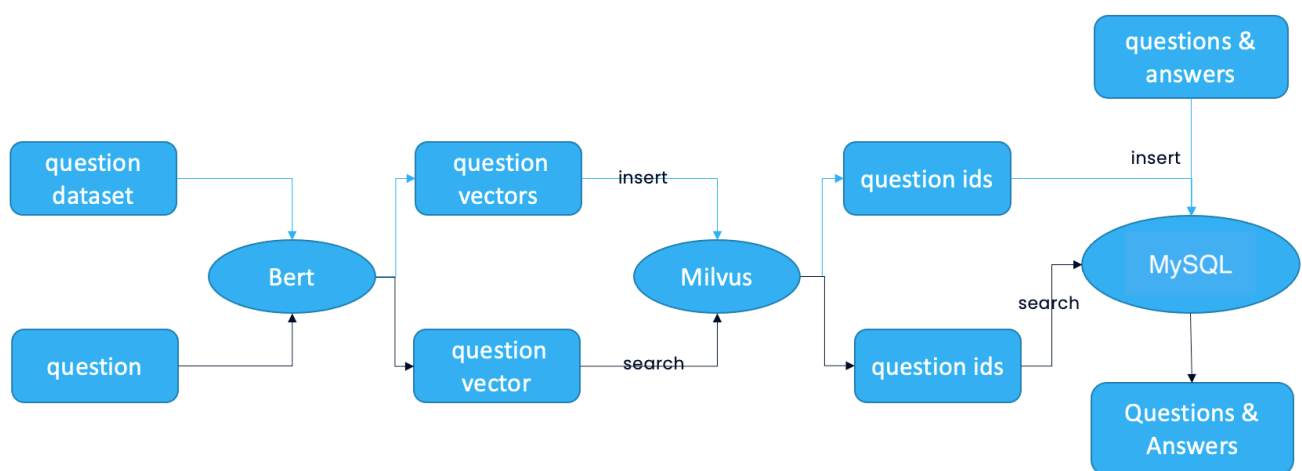 questions &
answers
question
dataset
question
vectors
insert
question ids
insert
Bert
Milvus
MySQL
search
question
question
vector
search
question ids
Questions &
Answers